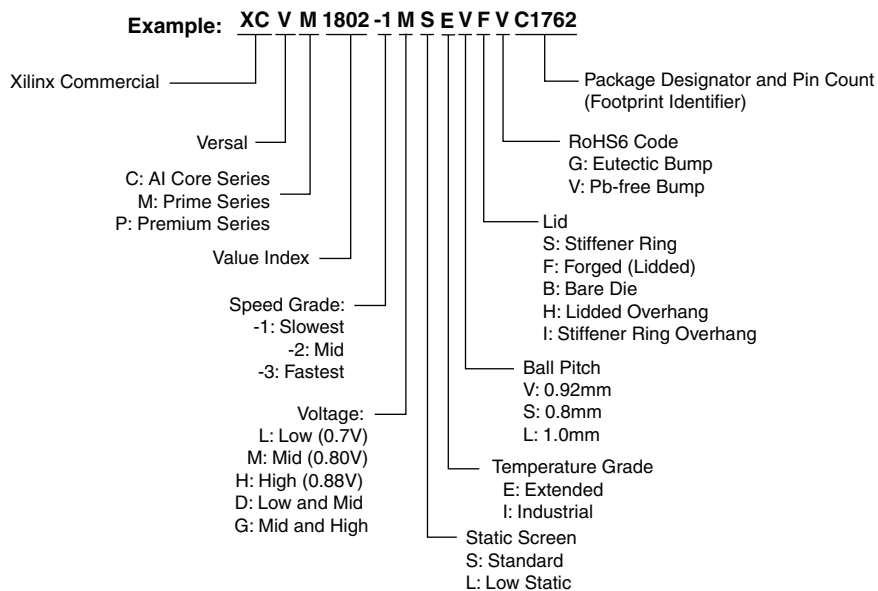 Example: XC V M 1802 -1 M S E V F V C1762
Xilinx Commercial
Versal
C: AI Core Series
M: Prime Series
P: Premium Series
Value Index
Speed Grade:
-1: Slowest
-2: Mid
-3: Fastest
Voltage:
L: Low (0.7V)
M: Mid (0.80V)
H: High (0.88V)
D: Low and Mid
G: Mid and High
Package Designator and Pin Count
(Footprint Identifier)
RoHS6 Code
G: Eutectic Bump
V: Pb-free Bump
Lid
S: Stiffener Ring
F: Forged (Lidded)
B: Bare Die
H: Lidded Overhang
I: Stiffener Ring Overhang
Ball Pitch
V: 0.92mm
S: 0.8mm
L: 1.0mm
Temperature Grade
E: Extended
I: Industrial
Static Screen
S: Standard
L: Low Static